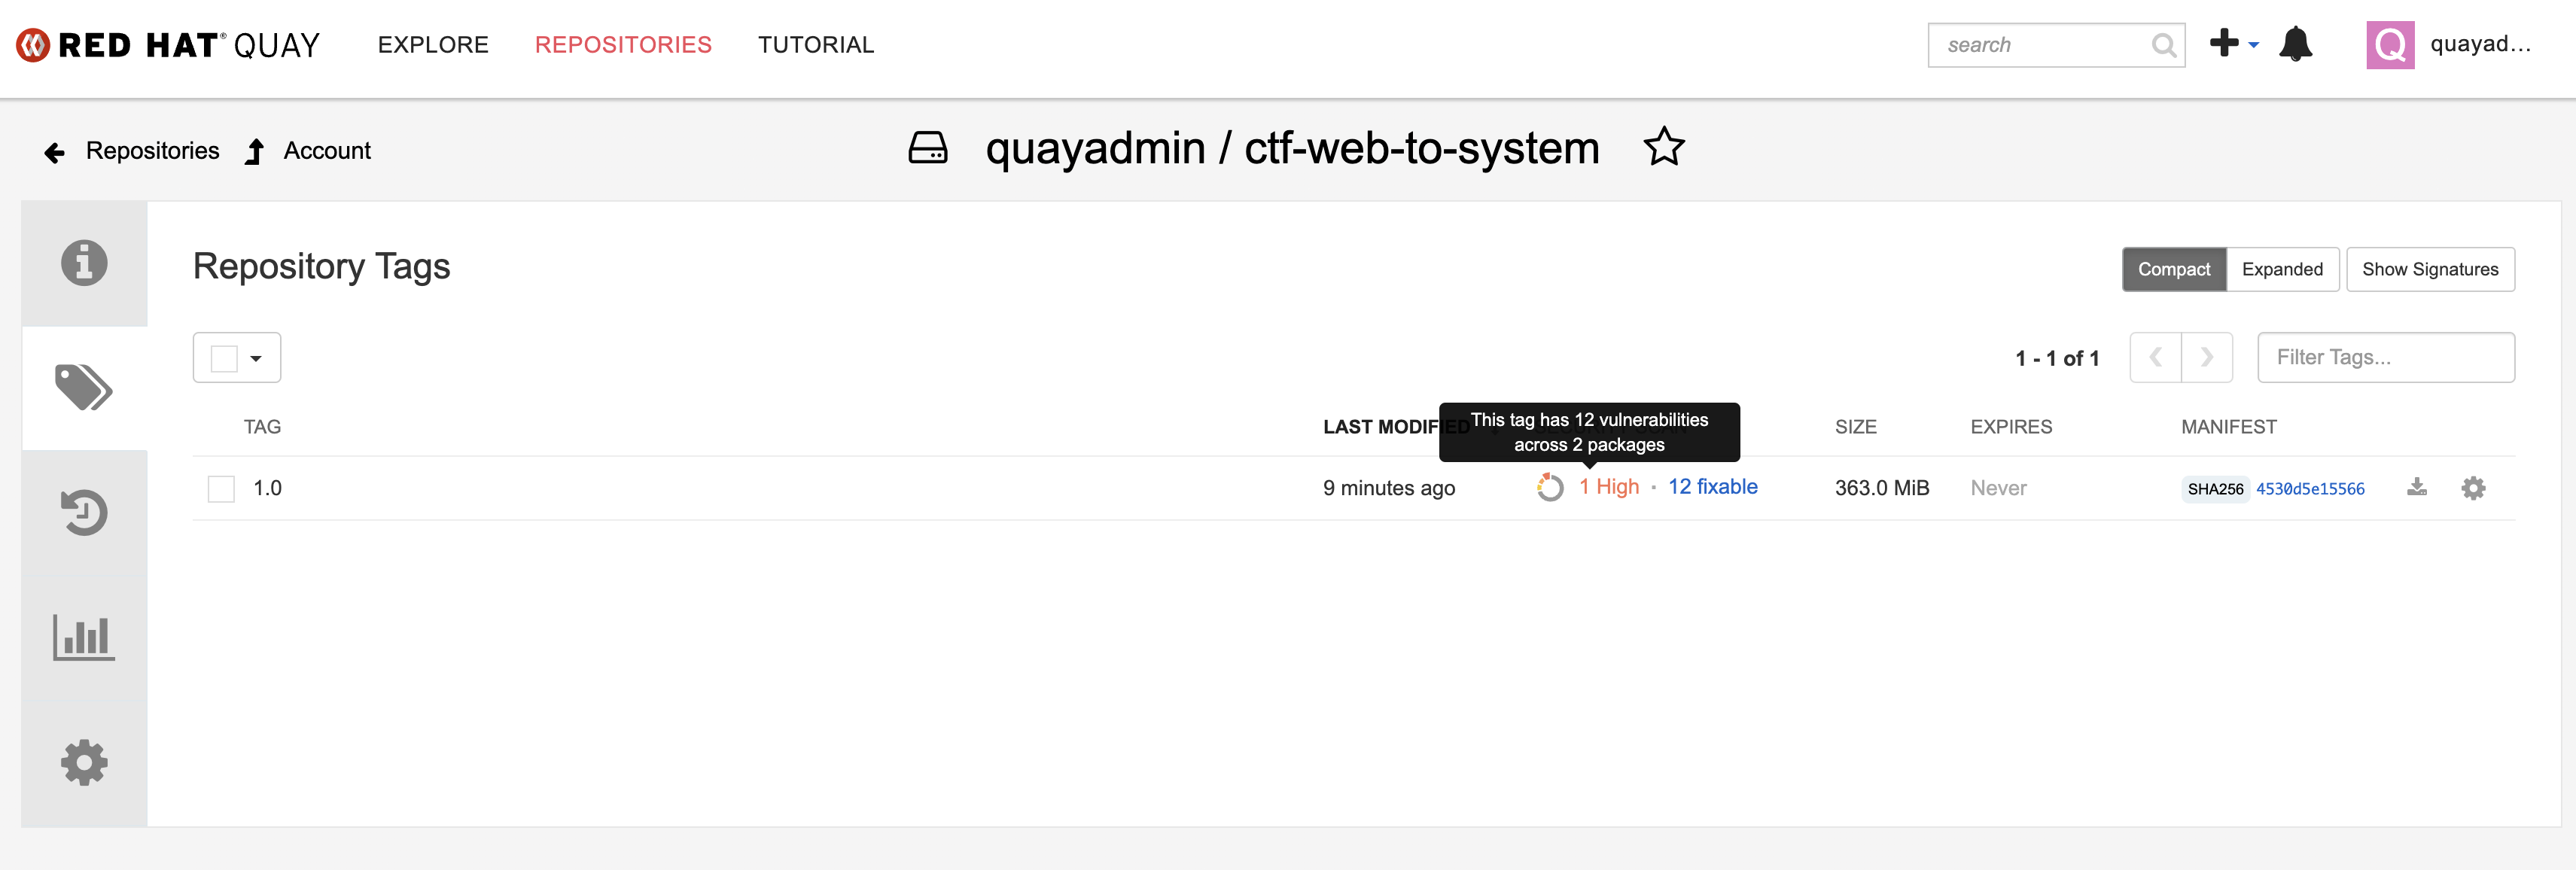 RED HAT® QUAY EXPLORE REPOSITORIES TUTORIAL search Q quayad...
Repositories Account quayadmin / ctf-web-to-system
Repository Tags Compact Expanded Show Signatures
1 - 1 of 1 Filter Tags...
This tag has 12 vulnerabilities
across 2 packages
TAG LAST MODIFIED SIZE EXPIRES MANIFEST
1.0 9 minutes ago 1 High · 12 fixable 363.0 MiB Never SHA256 4530d5e15566